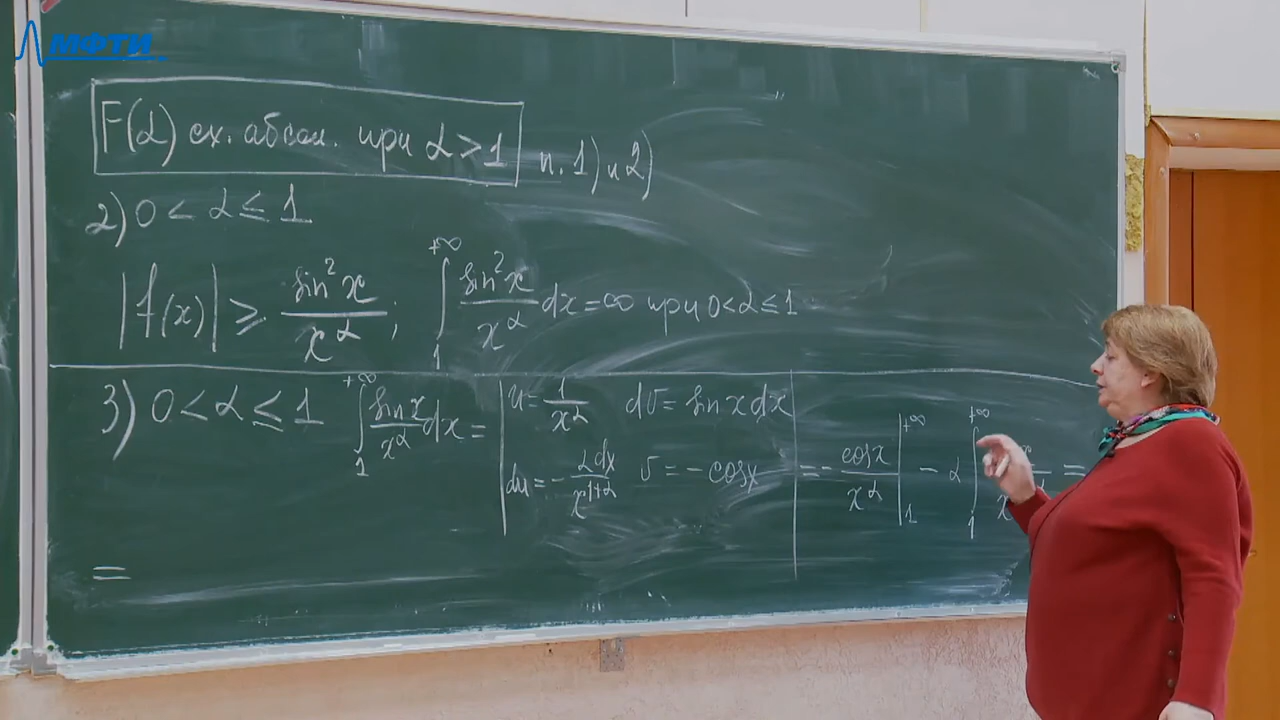 МФТИ
F(α) сх. абсол. при α > 1 п. 1) и 2)
2) 0 < α ≤ 1
|f(x)| ≥ sin²x / x^α ; ∫₁^{+∞} sin²x / x^α dx = ∞ при 0 < α ≤ 1
3) 0 < α ≤ 1 ∫₁^{+∞} sin x / x^α dx = | u = 1 / x^α dv = sin x dx
du = - α dx / x^{1+α} v = - cos x | = - cos x / x^α |₁^{+∞} - α ∫₁^{+∞} =
=